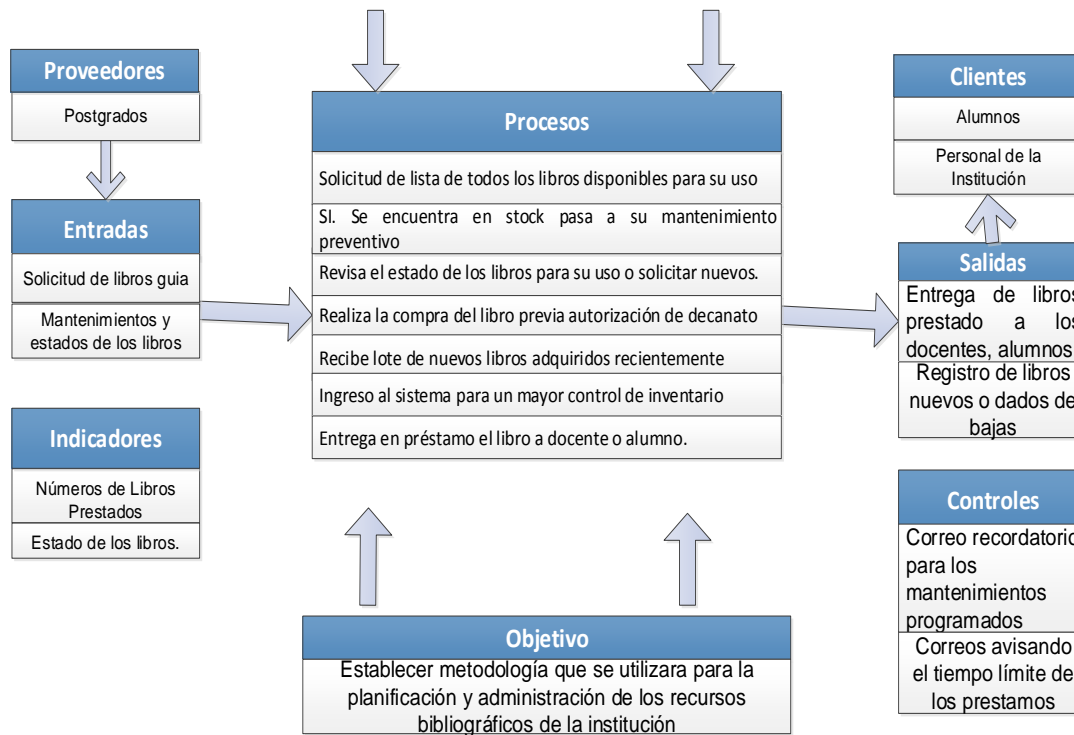 Proveedores
Postgrados
Entradas
Solicitud de libros guia
Mantenimientos y
estados de los libros
Indicadores
Números de Libros
Prestados
Estado de los libros.
Procesos
Solicitud de lista de todos los libros disponibles para su uso
SI. Se encuentra en stock pasa a su mantenimiento
preventivo
Revisa el estado de los libros para su uso o solicitar nuevos.
Realiza la compra del libro previa autorización de decanato
Recibe lote de nuevos libros adquiridos recientemente
Ingreso al sistema para un mayor control de inventario
Entrega en préstamo el libro a docente o alumno.
Objetivo
Establecer metodología que se utilizara para la
planificación y administración de los recursos
bibliográficos de la institución
Clientes
Alumnos
Personal de la
Institución
Salidas
Entrega de libros
prestado a los
docentes, alumnos
Registro de libros
nuevos o dados de
bajas
Controles
Correo recordatorio
para los
mantenimientos
programados
Correos avisando
el tiempo límite de
los prestamos